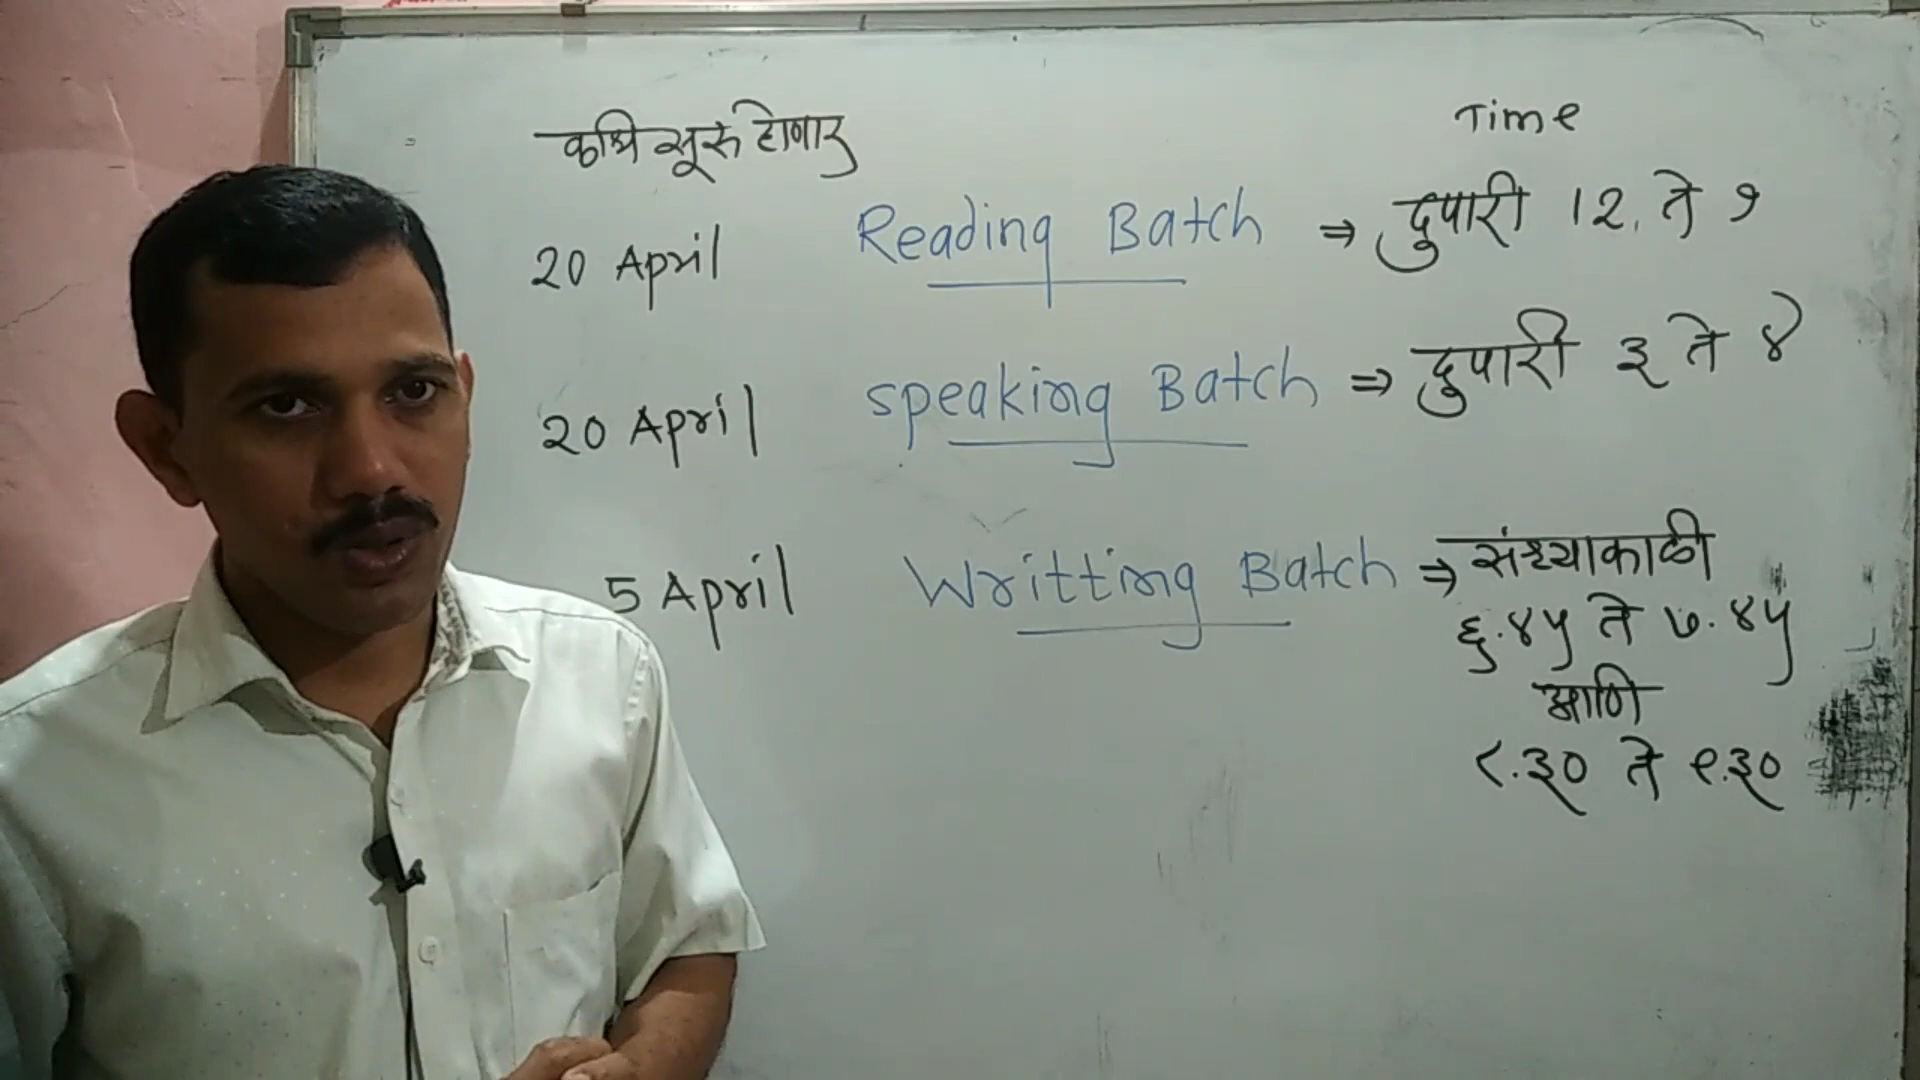 कधि सूरु होणार
Time
20 April Reading Batch ⇒ दुपारी 12. ते १
20 April speaking Batch ⇒ दुपारी ३ ते ४
5 April Writting Batch ⇒ संध्याकाळी
६.४५ ते ७.४५
आणि
८.३० ते ९.३०